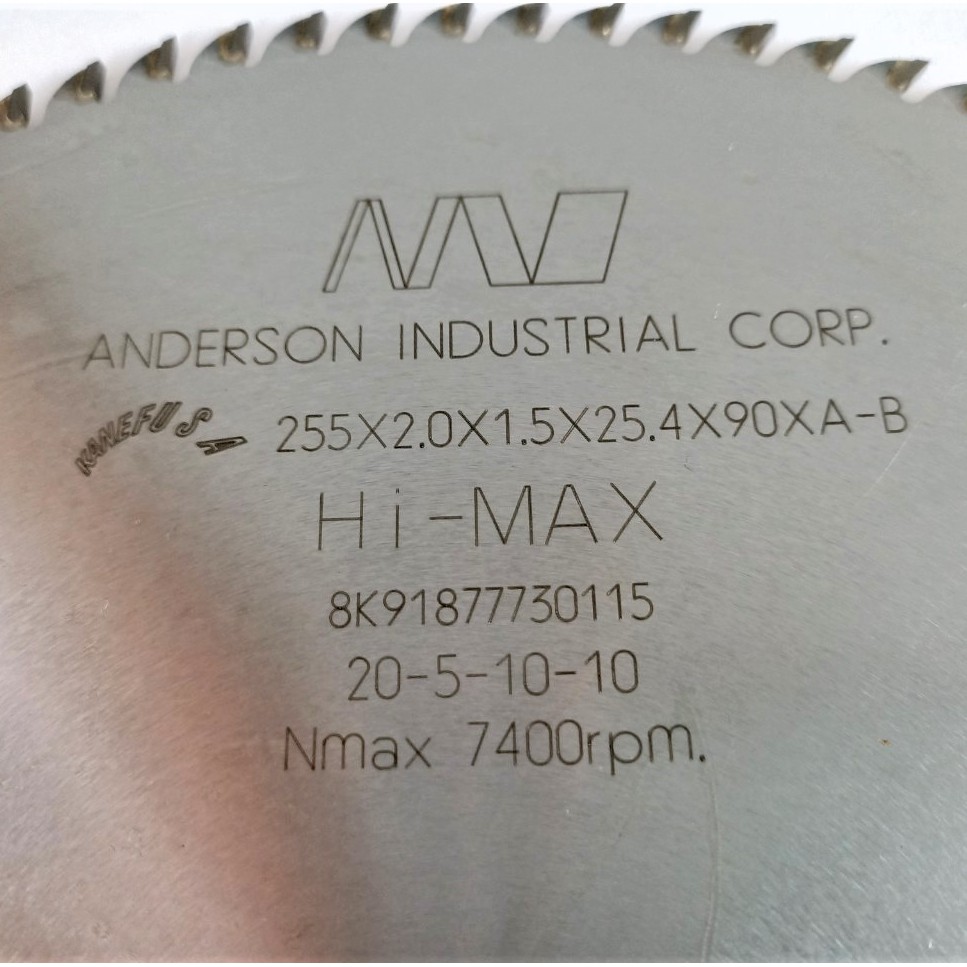 ANDERSON INDUSTRIAL CORP.
KANEFUSA 255X2.0X1.5X25.4X90XA-B
Hi-MAX
8K91877730115
20-5-10-10
Nmax 7400rpm.